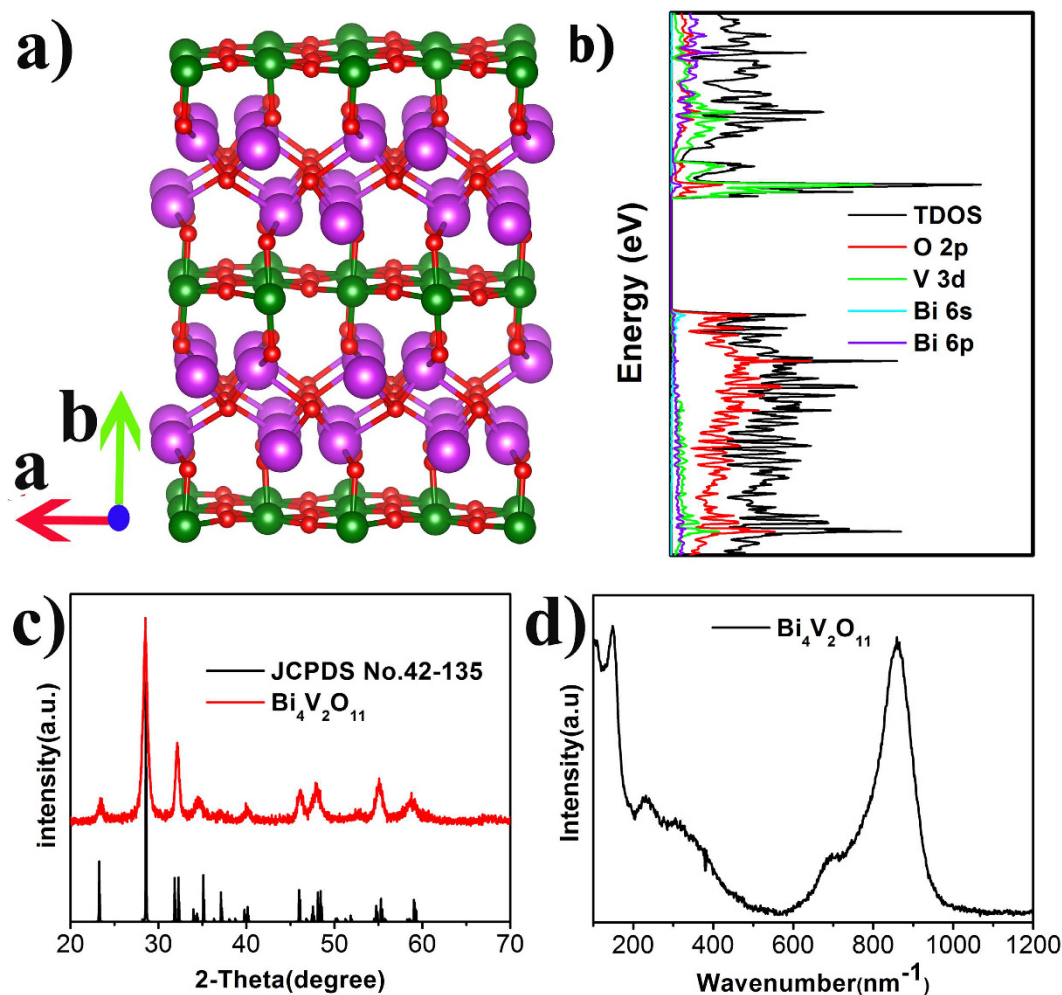 a)
b
a
b)
Energy (eV)
TDOS
O 2p
V 3d
Bi 6s
Bi 6p
c)
intensity(a.u.)
JCPDS No.42-135
Bi₄V₂O₁₁
20 30 40 50 60 70
2-Theta(degree)
d)
Intensity(a.u)
Bi₄V₂O₁₁
200 400 600 800 1000 1200
Wavenumber(nm⁻¹)